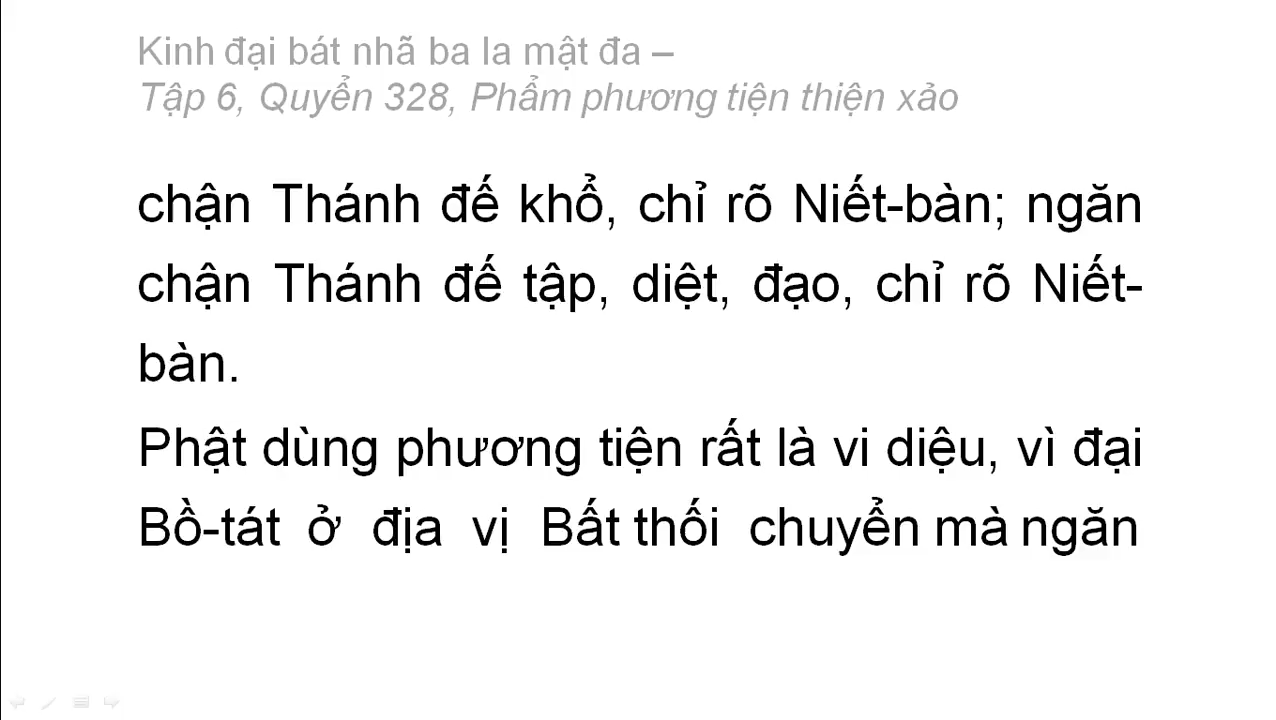 Kinh đại bát nhã ba la mật đa –
Tập 6, Quyển 328, Phẩm phương tiện thiện xảo
chận Thánh đế khổ, chỉ rõ Niết-bàn; ngăn
chận Thánh đế tập, diệt, đạo, chỉ rõ Niết-
bàn.
Phật dùng phương tiện rất là vi diệu, vì đại
Bồ-tát ở địa vị Bất thối chuyển mà ngăn